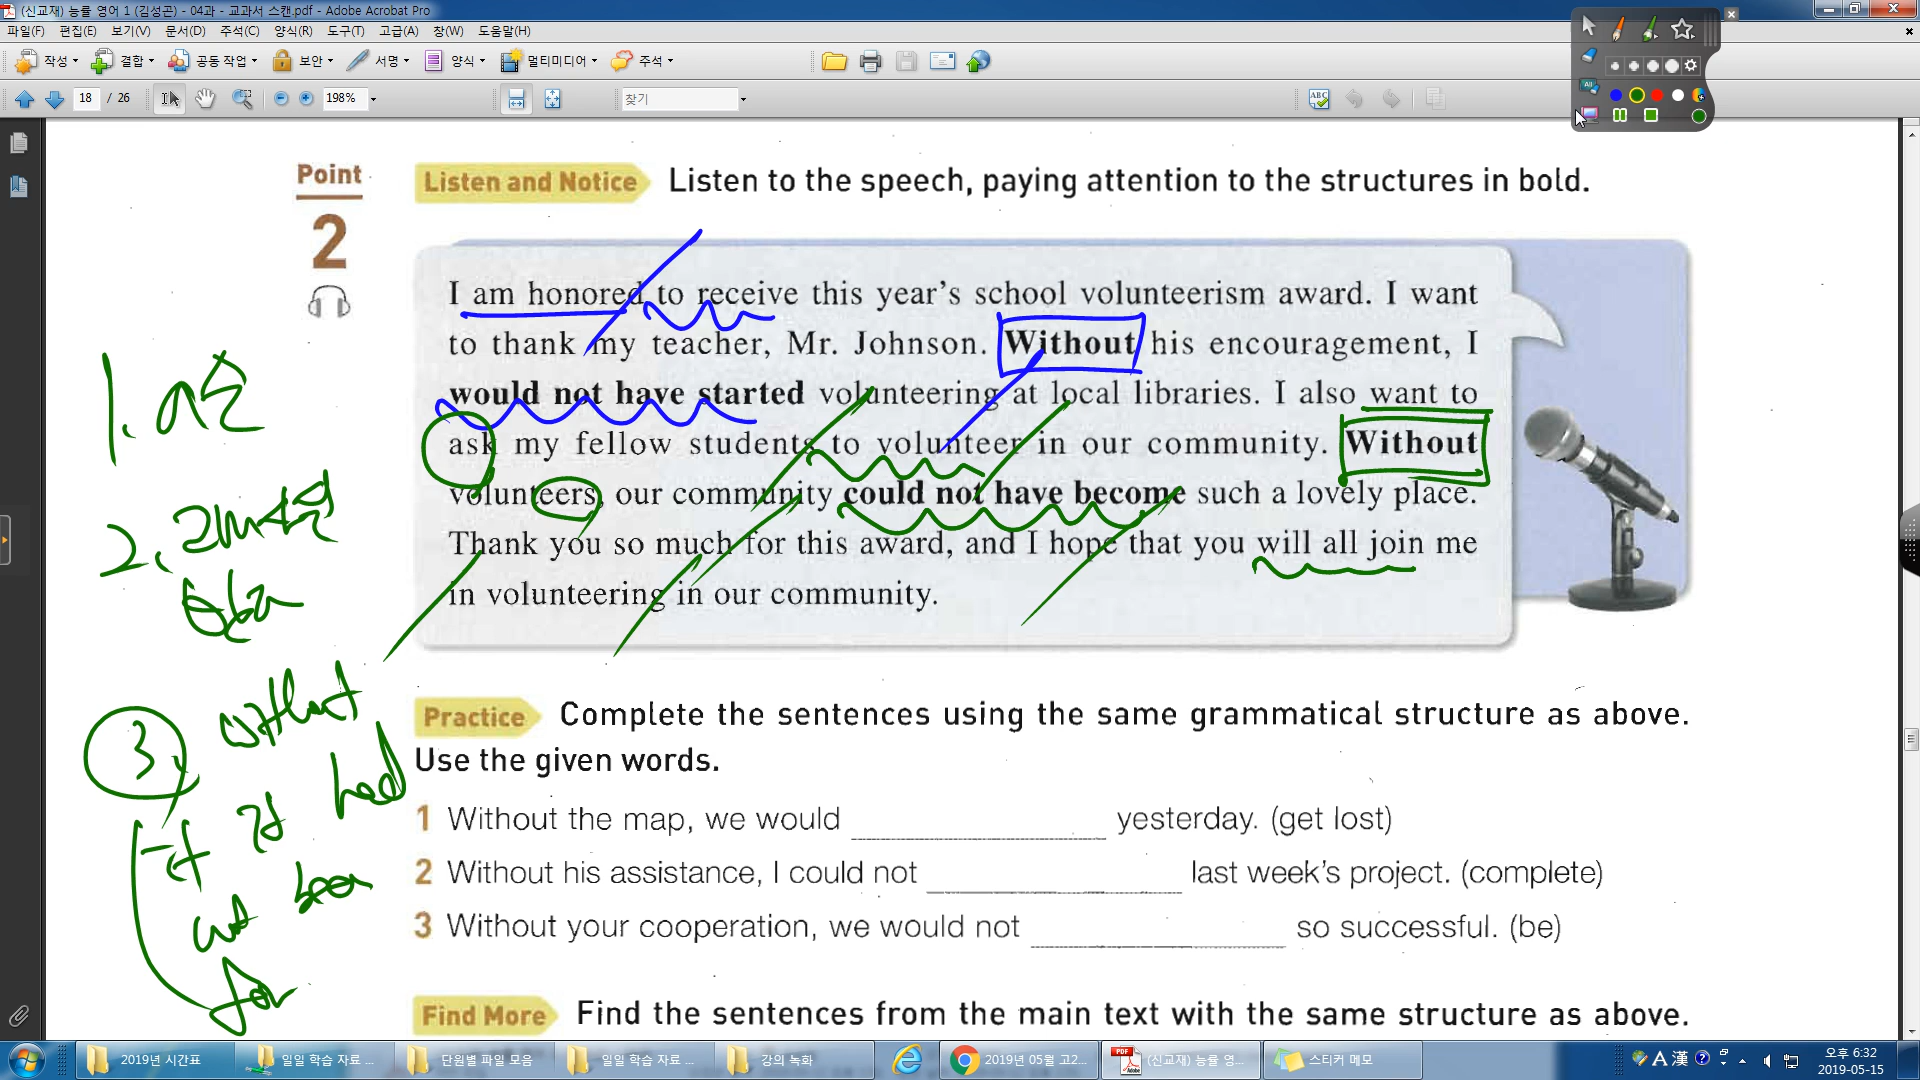 (신교재) 능률 영어 1 (김성곤) - 04과 - 교과서 스캔.pdf - Adobe Acrobat Pro
파일(F) 편집(E) 보기(V) 문서(D) 주석(C) 양식(R) 도구(T) 고급(A) 창(W) 도움말(H)
작성 결합 공동 작업 보안 서명 양식 멀티미디어 주석
18 / 26 198% 찾기
Point
2
Listen and Notice Listen to the speech, paying attention to the structures in bold.
I am honored to receive this year's school volunteerism award. I want
to thank my teacher, Mr. Johnson. Without his encouragement, I
would not have started volunteering at local libraries. I also want to
ask my fellow students to volunteer in our community. Without
volunteers, our community could not have become such a lovely place.
Thank you so much for this award, and I hope that you will all join me
in volunteering in our community.
1.
2.
3. without
if had
not been
for
Practice Complete the sentences using the same grammatical structure as above.
Use the given words.
1 Without the map, we would ____ yesterday. (get lost)
2 Without his assistance, I could not ____ last week's project. (complete)
3 Without your cooperation, we would not ____ so successful. (be)
Find More Find the sentences from the main text with the same structure as above.
2019년 시간표 일일 학습 자료 ... 단원별 파일 모음 일일 학습 자료 ... 강의 녹화 2019년 05월 고2... (신교재) 능률 영... 스티커 메모
A 漢
오후 6:32
2019-05-15